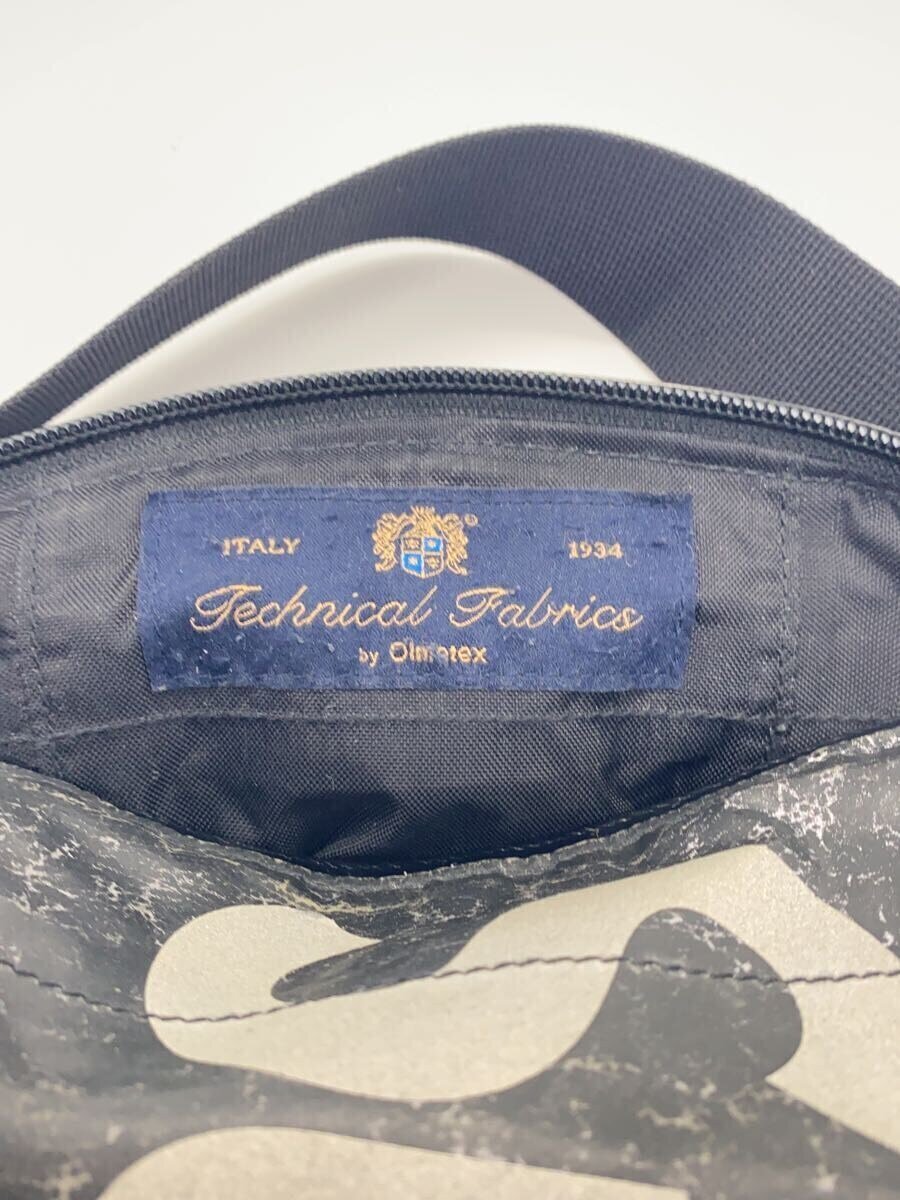 ITALY ® 1934
Technical Fabrics
by Olmetex